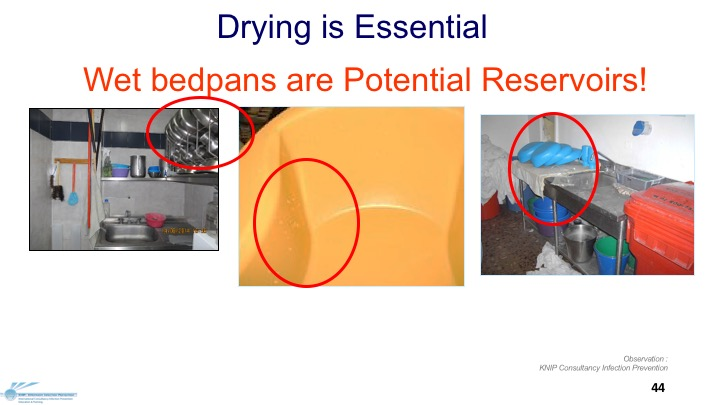 Drying is Essential
Wet bedpans are Potential Reservoirs!
Observation :
KNIP Consultancy Infection Prevention
44